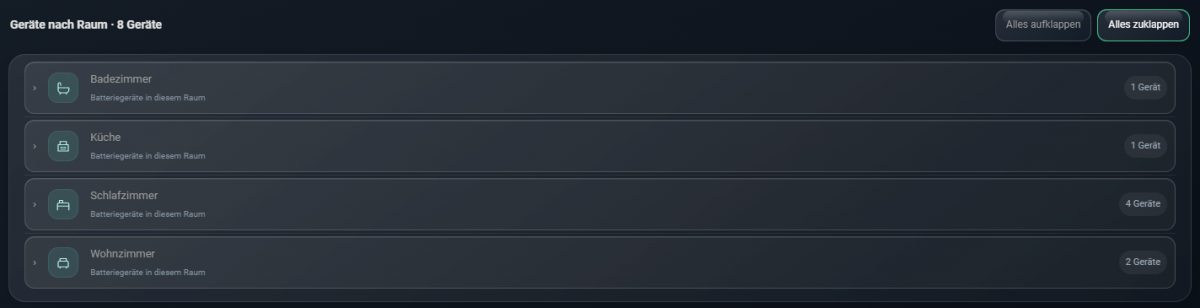 Geräte nach Raum · 8 Geräte
Alles aufklappen
Alles zuklappen
Badezimmer
Batteriegeräte in diesem Raum
1 Gerät
Küche
Batteriegeräte in diesem Raum
1 Gerät
Schlafzimmer
Batteriegeräte in diesem Raum
4 Geräte
Wohnzimmer
Batteriegeräte in diesem Raum
2 Geräte